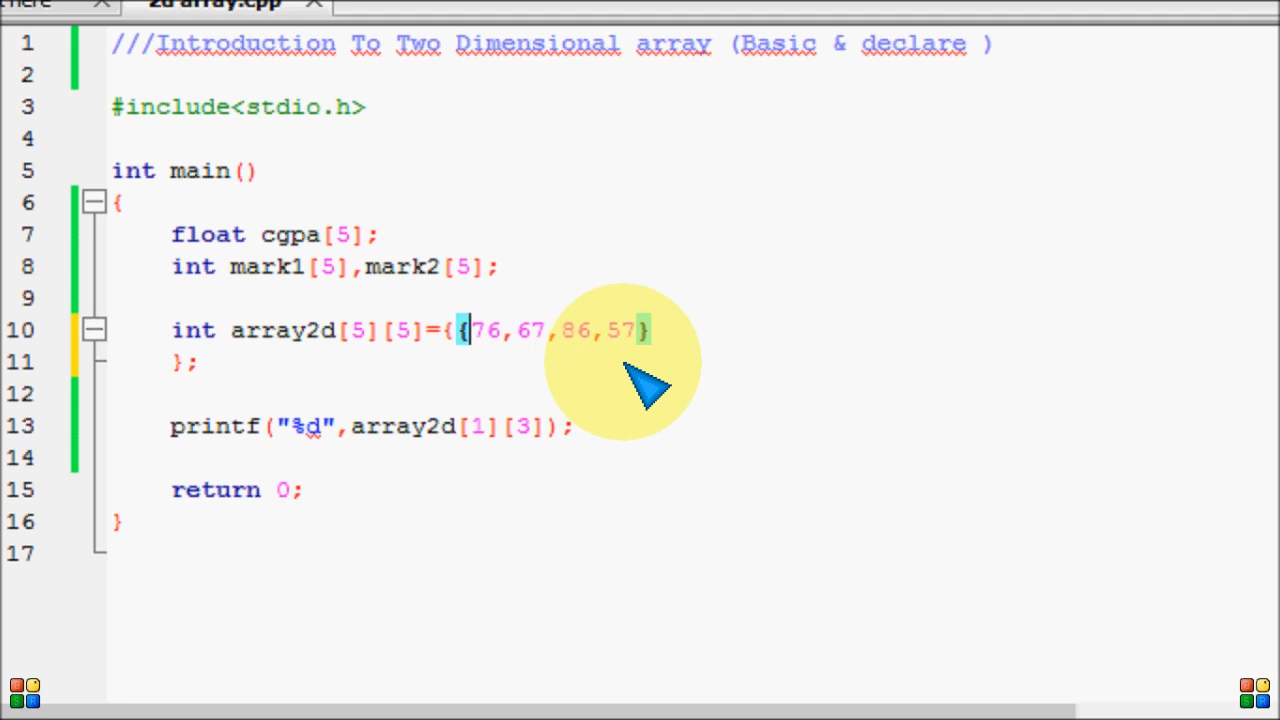 here 2d array.cpp
1 ///Introduction To Two Dimensional array (Basic & declare )
2
3 #include<stdio.h>
4
5 int main()
6 {
7 float cgpa[5];
8 int mark1[5],mark2[5];
9
10 int array2d[5][5]={{76,67,86,57}
11 };
12
13 printf("%d",array2d[1][3]);
14
15 return 0;
16 }
17